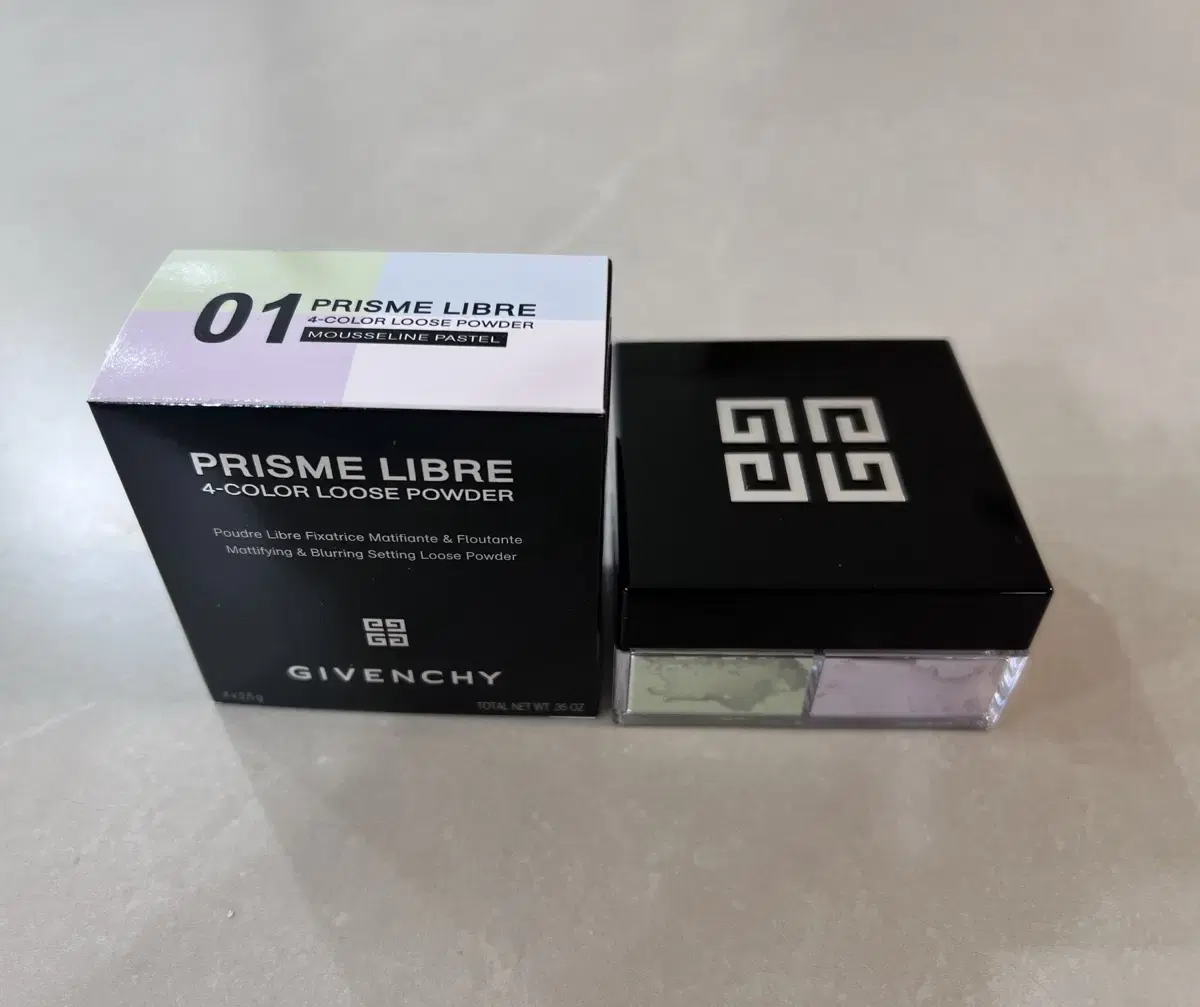 01
PRISME LIBRE
4-COLOR LOOSE POWDER
MOUSSELINE PASTEL
PRISME LIBRE
4-COLOR LOOSE POWDER
Poudre Libre Fixatrice Matifiante & Floutante
Mattifying & Blurring Setting Loose Powder
GIVENCHY
TOTAL NET WT .35 OZ